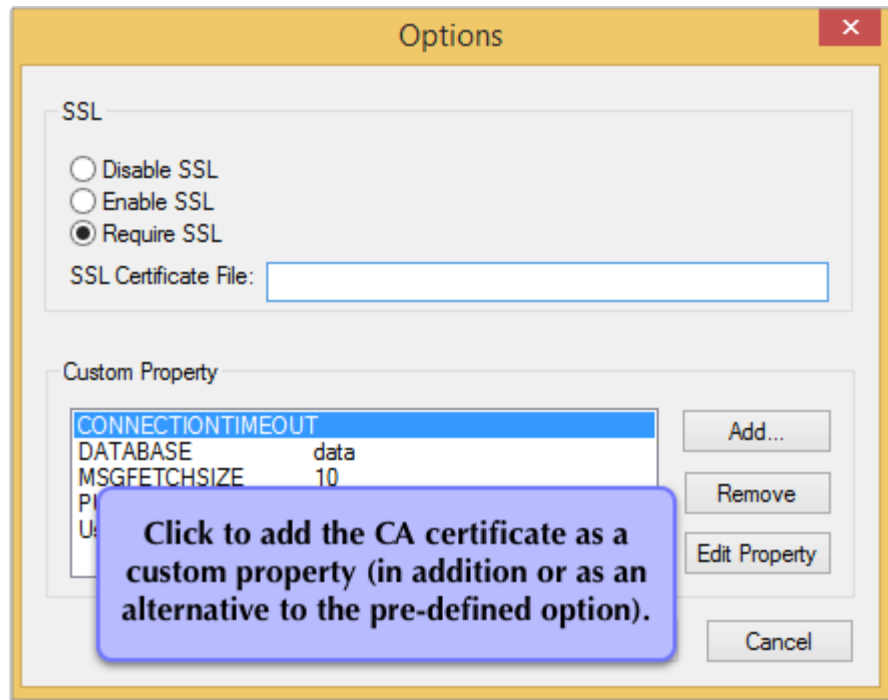 Options
SSL
Disable SSL
Enable SSL
Require SSL
SSL Certificate File:
Custom Property
CONNECTIONTIMEOUT
DATABASE data
MSGFETCHSIZE 10
Add...
Remove
Edit Property
Click to add the CA certificate as a
custom property (in addition or as an
alternative to the pre-defined option).
Cancel